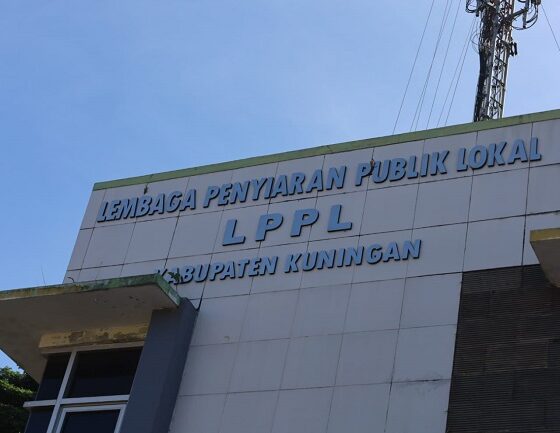 LEMBAGA PENYIARAN PUBLIK LOKAL
LPPL
KABUPATEN KUNINGAN